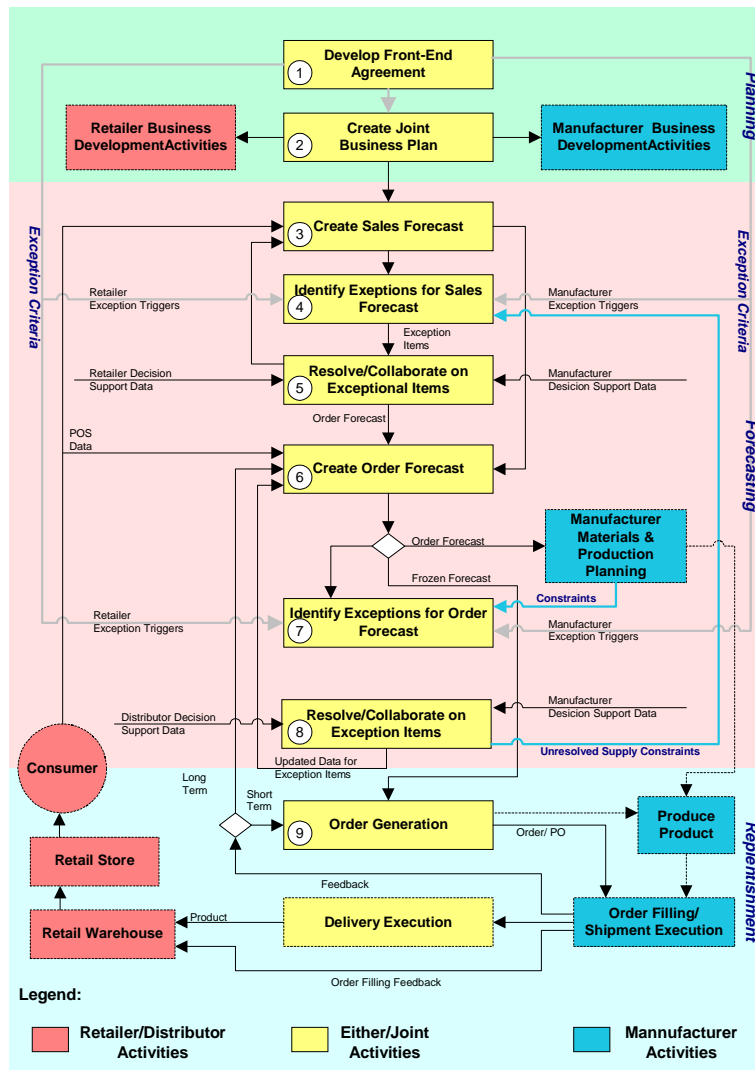 Develop Front-End
Agreement
1
Planning
Retailer Business
DevelopmentActivities
Create Joint
Business Plan
2
Manufacturer Business
DevelopmentActivities
Create Sales Forecast
3
Exception Criteria
Exception Criteria
Retailer
Exception Triggers
Identify Exeptions for Sales
Forecast
4
Manufacturer
Exception Triggers
Exception
Items
Retailer Decision
Support Data
Resolve/Collaborate on
Exceptional Items
5
Manufacturer
Desicion Support Data
Order Forecast
POS
Data
Create Order Forecast
6
Forecasting
Order Forecast
Manufacturer
Materials &
Production
Planning
Frozen Forecast
Constraints
Retailer
Exception Triggers
Identify Exceptions for Order
Forecast
7
Manufacturer
Exception Triggers
Distributor Decision
Support Data
Resolve/Collaborate on
Exception Items
8
Manufacturer
Desicion Support Data
Unresolved Supply Constraints
Updated Data for
Exception Items
Consumer
Long
Term
Short
Term
Order Generation
9
Order/ PO
Produce
Product
Replentishment
Retail Store
Feedback
Retail Warehouse
Product
Delivery Execution
Order Filling/
Shipment Execution
Order Filling Feedback
Legend:
Retailer/Distributor
Activities
Either/Joint
Activities
Mannufacturer
Activities